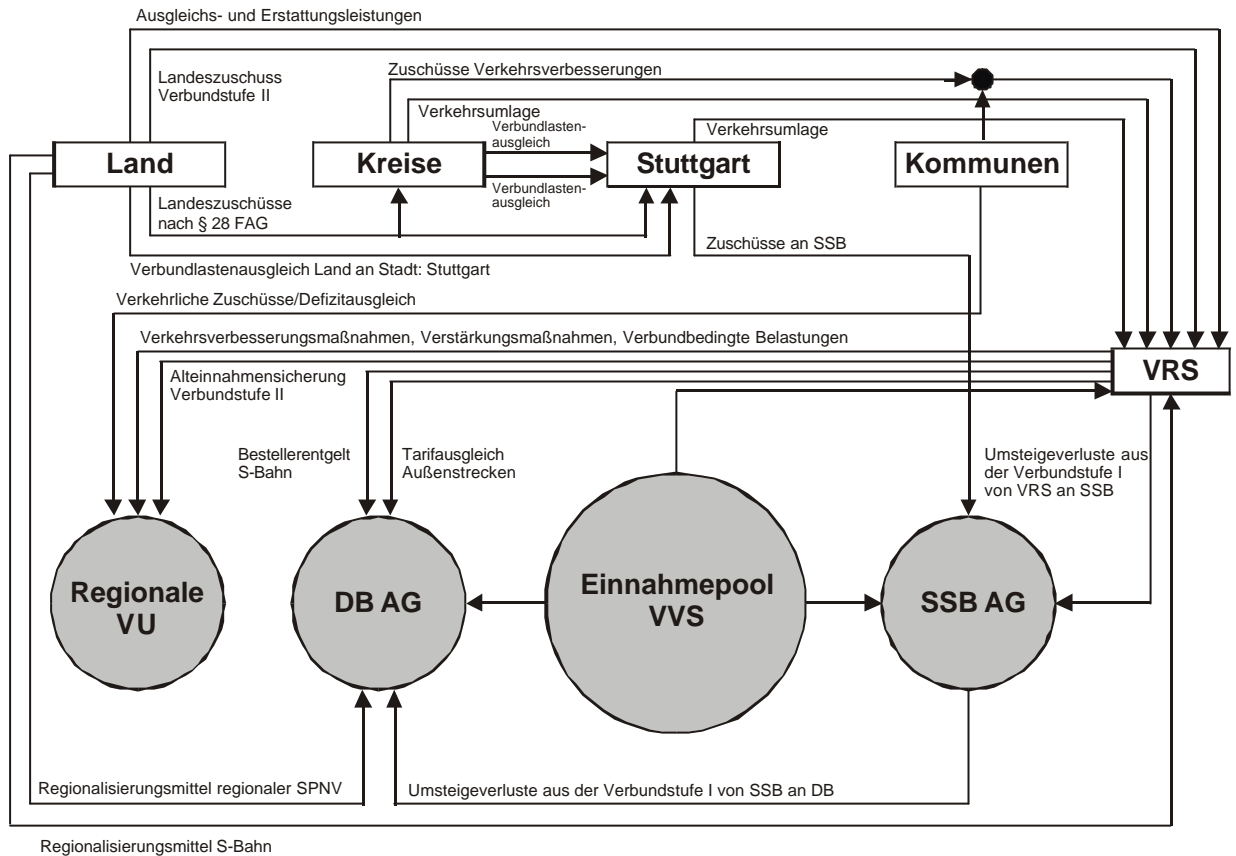 Ausgleichs- und Erstattungsleistungen
Landeszuschuss
Verbundstufe II
Zuschüsse Verkehrsverbesserungen
Verkehrsumlage
Verbundlasten-
ausgleich
Verkehrsumlage
Land
Kreise
Stuttgart
Kommunen
Verbundlasten-
ausgleich
Landeszuschüsse
nach § 28 FAG
Zuschüsse an SSB
Verbundlastenausgleich Land an Stadt: Stuttgart
Verkehrliche Zuschüsse/Defizitausgleich
Verkehrsverbesserungsmaßnahmen, Verstärkungsmaßnahmen, Verbundbedingte Belastungen
VRS
Alteinnahmensicherung
Verbundstufe II
Bestellerentgelt
S-Bahn
Tarifausgleich
Außenstrecken
Umsteigeverluste aus
der Verbundstufe I
von VRS an SSB
Regionale
VU
DB AG
Einnahmepool
VVS
SSB AG
Regionalisierungsmittel regionaler SPNV
Umsteigeverluste aus der Verbundstufe I von SSB an DB
Regionalisierungsmittel S-Bahn